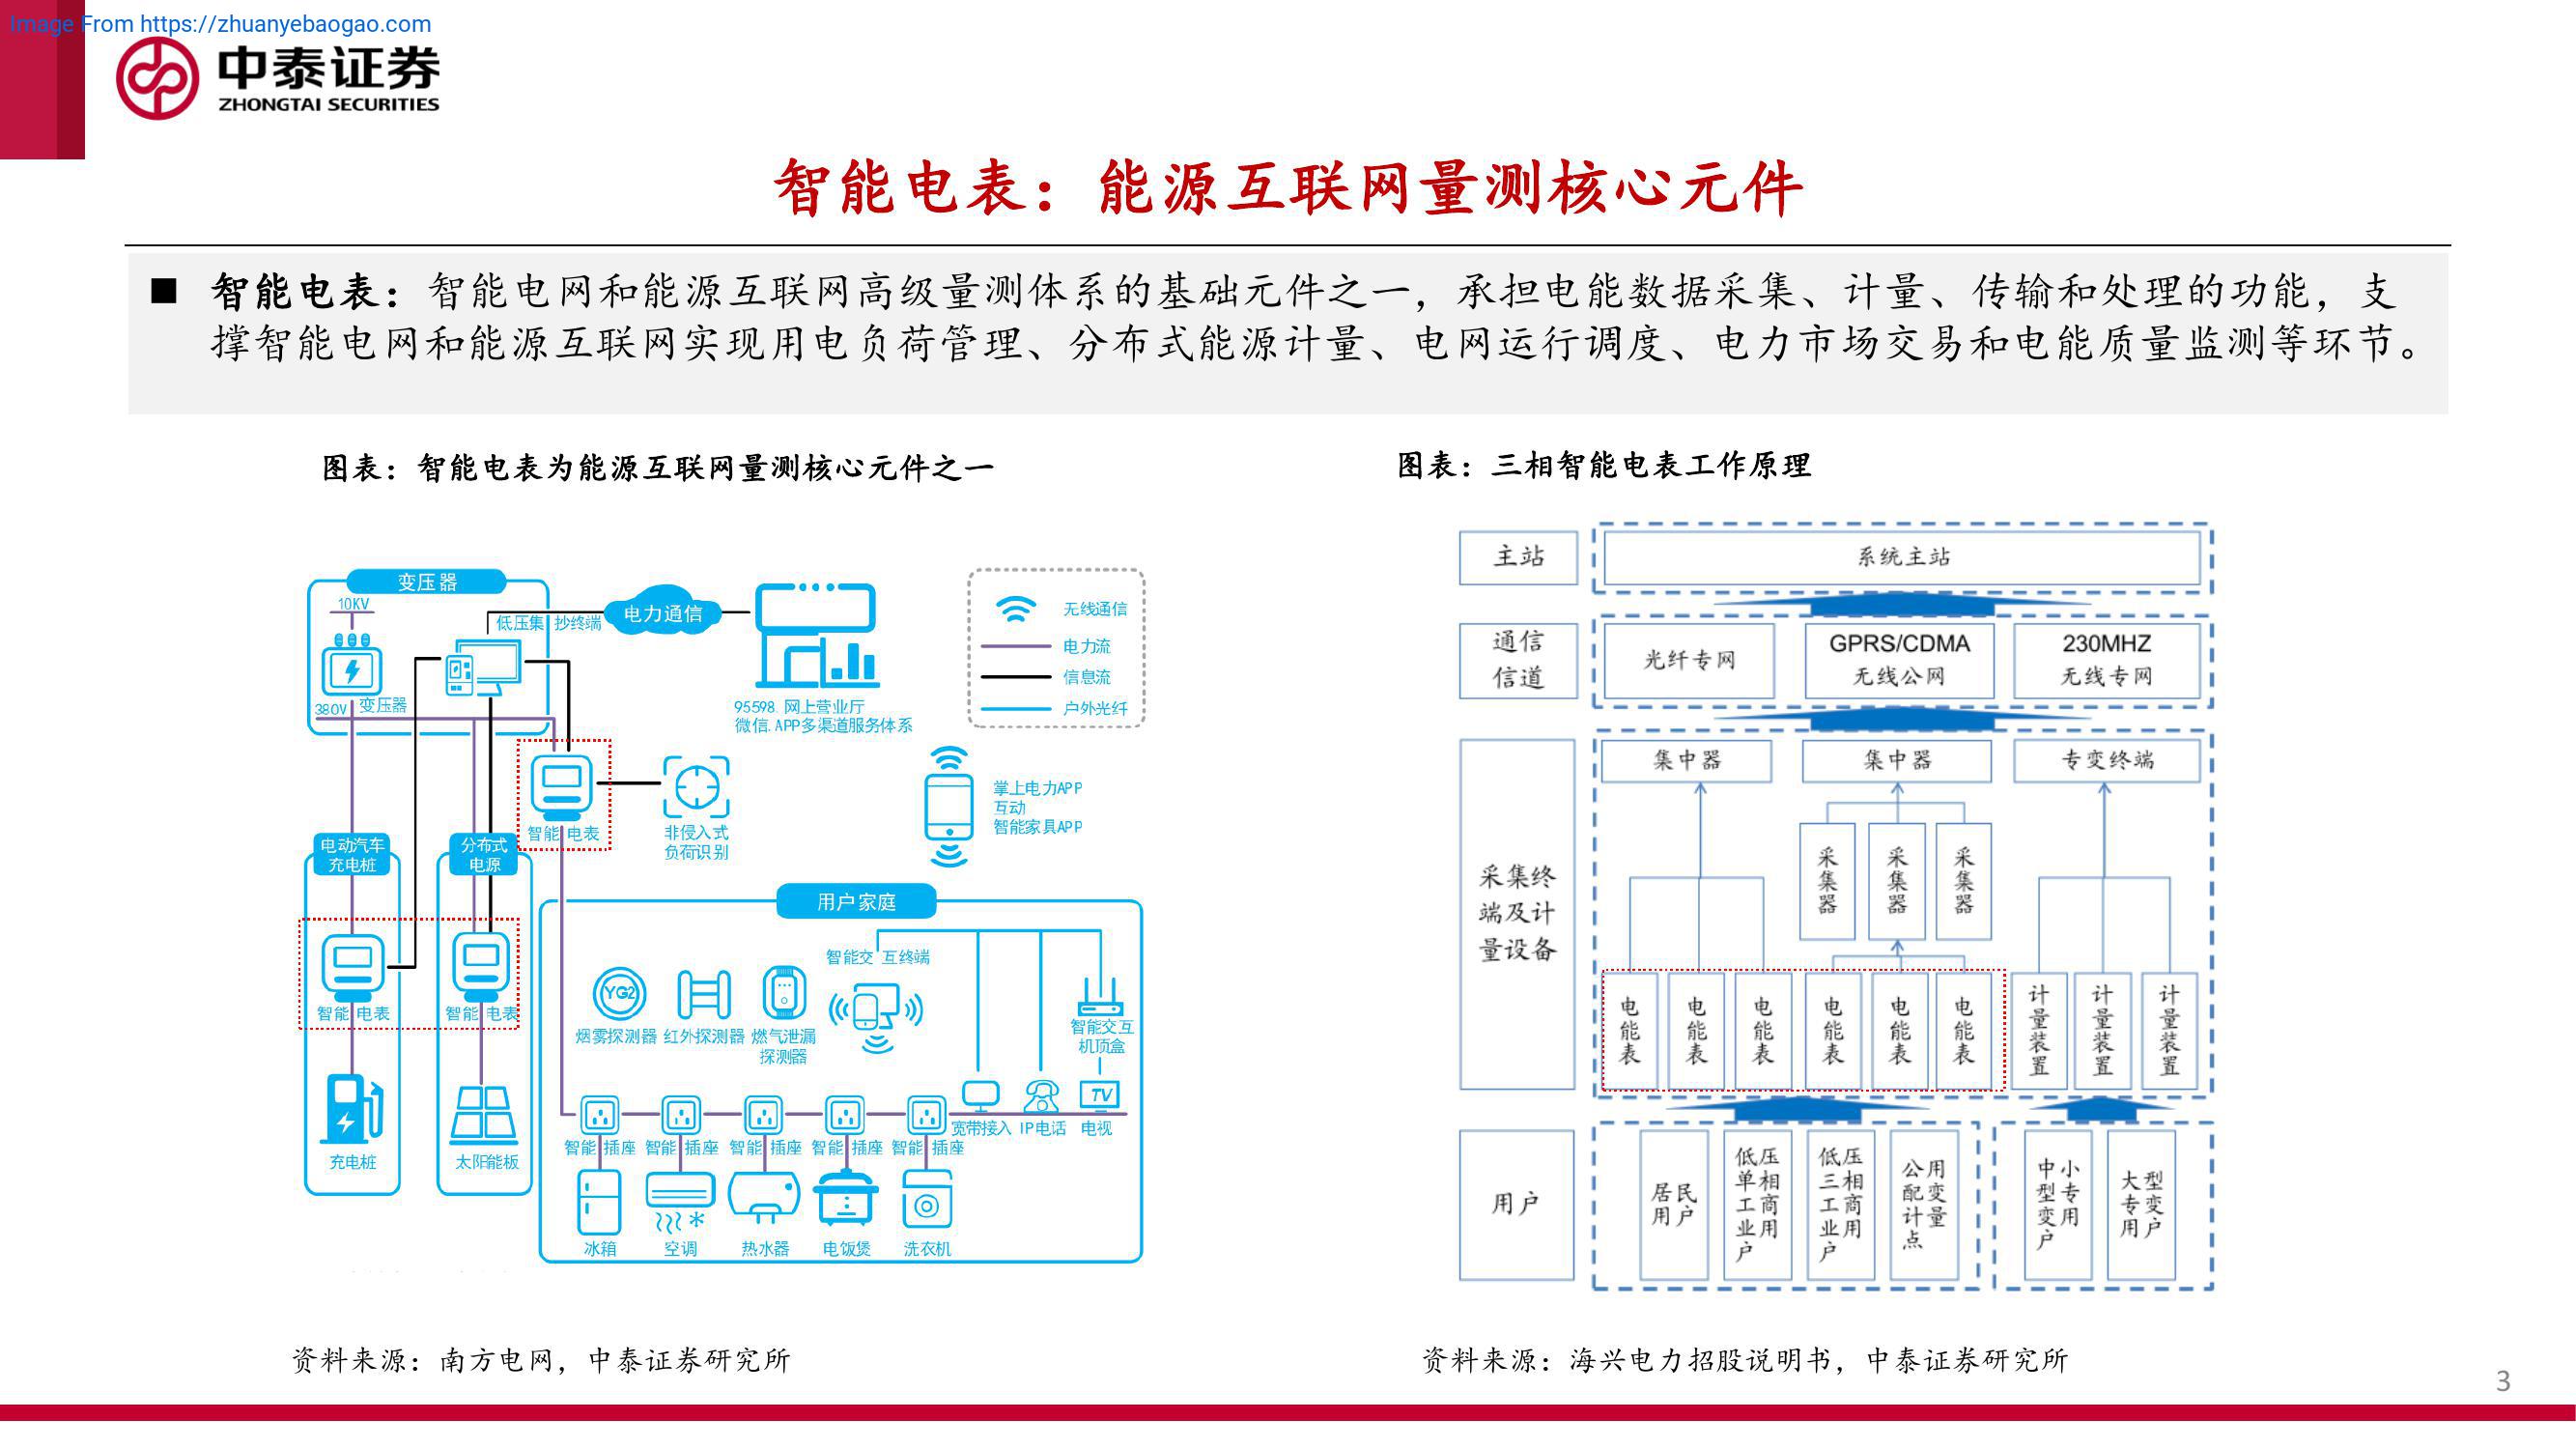 Image From https://zhuanyebaogao.com
中泰证券
ZHONGTAI SECURITIES
智能电表：能源互联网量测核心元件
■ 智能电表：智能电网和能源互联网高级量测体系的基础元件之一，承担电能数据采集、计量、传输和处理的功能，支
撑智能电网和能源互联网实现用电负荷管理、分布式能源计量、电网运行调度、电力市场交易和电能质量监测等环节。
图表：智能电表为能源互联网量测核心元件之一
变压器
10KV
380V
变压器
低压集抄终端
电力通信
95598. 网上营业厅
微信.APP多渠道服务体系
无线通信
电力流
信息流
户外光纤
智能电表
非侵入式
负荷识别
掌上电力APP
互动
智能家具APP
电动汽车
充电桩
分布式
电源
智能电表
智能电表
充电桩
太阳能板
用户家庭
智能交互终端
YG2
烟雾探测器
红外探测器
燃气泄漏
探测器
智能交互
机顶盒
TV
宽带接入
IP电话
电视
智能插座
智能插座
智能插座
智能插座
智能插座
冰箱
空调
热水器
电饭煲
洗衣机
图表：三相智能电表工作原理
主站
系统主站
通信
信道
光纤专网
GPRS/CDMA
无线公网
230MHZ
无线专网
采集终
端及计
量设备
集中器
集中器
专变终端
采集器
采集器
采集器
电能表
电能表
电能表
电能表
电能表
电能表
计量装置
计量装置
计量装置
用户
居民
用户
低压
单相
工商
业用
户
低压
三相
工商
业用
户
公用
配变
计量
点
中小
型专
变用
户
大型
专变
用户
资料来源：南方电网，中泰证券研究所
资料来源：海兴电力招股说明书，中泰证券研究所
3